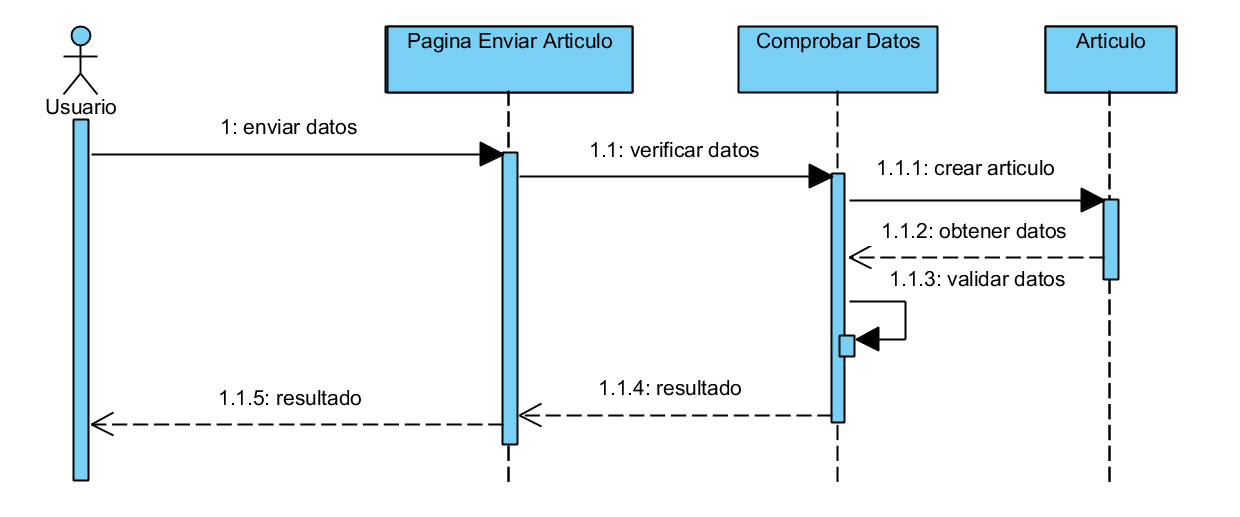 Usuario
Pagina Enviar Articulo
Comprobar Datos
Articulo
1: enviar datos
1.1: verificar datos
1.1.1: crear articulo
1.1.2: obtener datos
1.1.3: validar datos
1.1.4: resultado
1.1.5: resultado